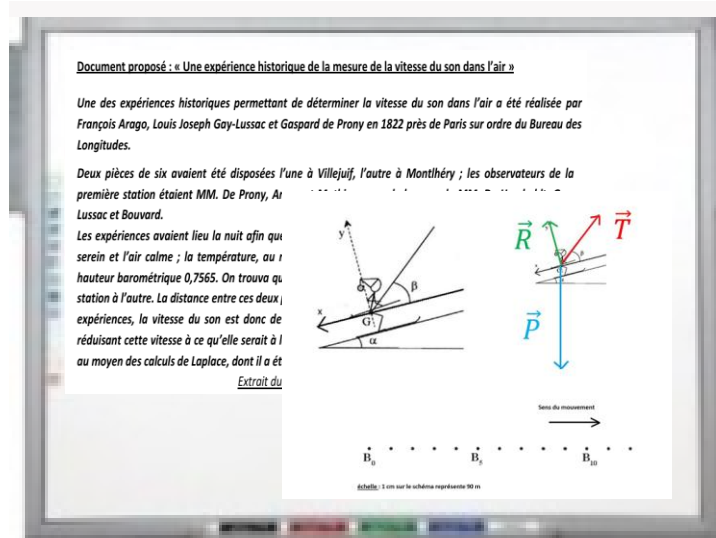 Document proposé : « Une expérience historique de la mesure de la vitesse du son dans l'air »
Une des expériences historiques permettant de déterminer la vitesse du son dans l'air a été réalisée par
François Arago, Louis Joseph Gay-Lussac et Gaspard de Prony en 1822 près de Paris sur ordre du Bureau des
Longitudes.
Deux pièces de six avaient été disposées l'une à Villejuif, l'autre à Montlhéry ; les observateurs de la
première station étaient MM. De Prony,
Lussac et Bouvard.
Les expériences avaient lieu la nuit afin que
serein et l'air calme ; la température, au
hauteur barométrique 0,7565. On trouva
station à l'autre. La distance entre ces deux
expériences, la vitesse du son est donc de
réduisant cette vitesse à ce qu'elle serait à
au moyen des calculs de Laplace, dont il a
Extrait du
y
β
x
G
α
R
T
P
Sens du mouvement
B0
B5
B10
échelle : 1 cm sur le schéma représente 90 m